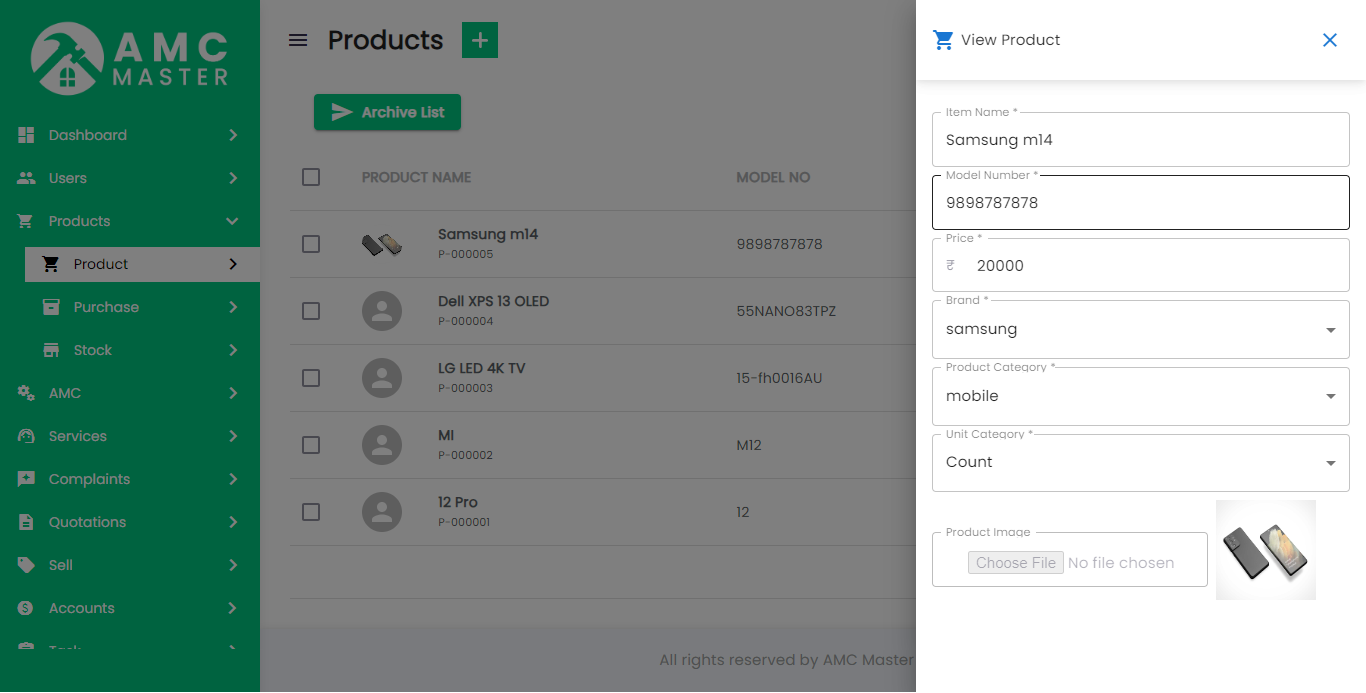 AMC
MASTER
Dashboard
Users
Products
Product
Purchase
Stock
AMC
Services
Complaints
Quotations
Sell
Accounts
Products
Archive List
PRODUCT NAME MODEL NO
Samsung m14 9898787878
P-000005
Dell XPS 13 OLED 55NANO83TPZ
P-000004
LG LED 4K TV 15-fh0016AU
P-000003
MI M12
P-000002
12 Pro 12
P-000001
All rights reserved by AMC Master
View Product
Item Name *
Samsung m14
Model Number *
9898787878
Price *
₹ 20000
Brand *
samsung
Product Category *
mobile
Unit Category *
Count
Product Image
Choose File No file chosen